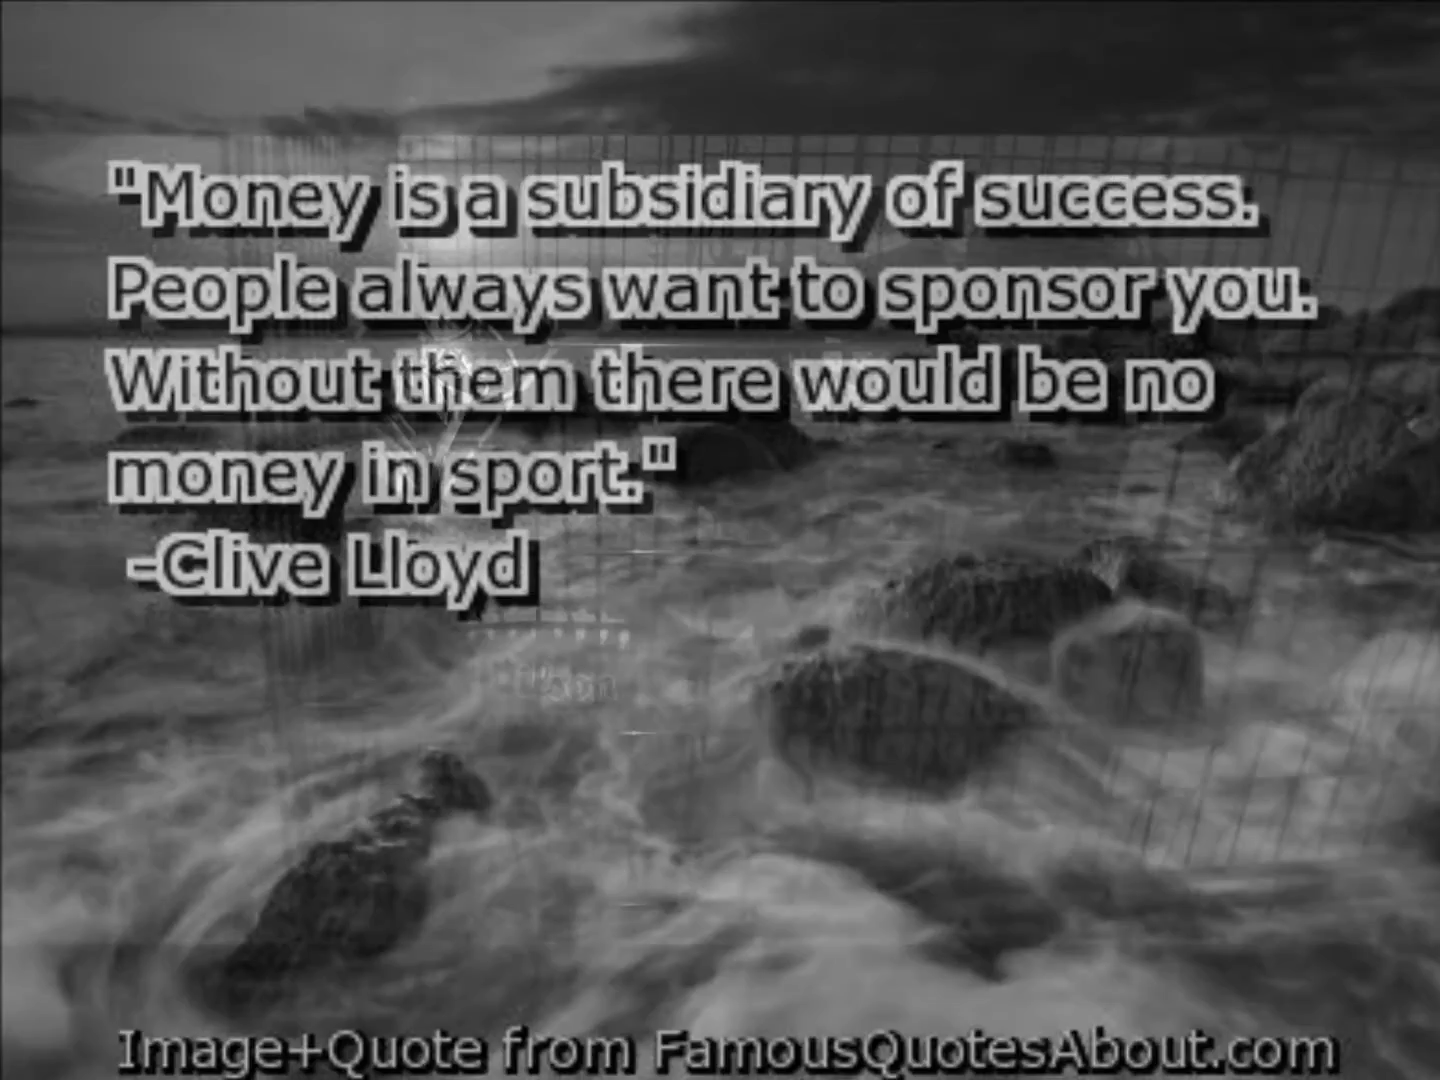 "Money is a subsidiary of success.
People always want to sponsor you.
Without them there would be no
money in sport."
-Clive Lloyd
Image+Quote from FamousQuotesAbout.com